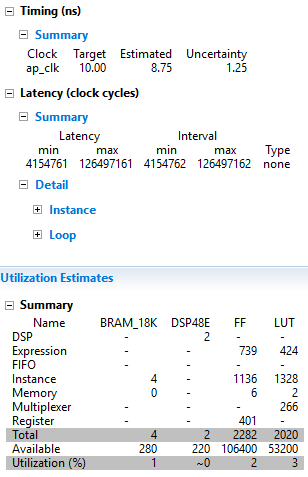 Timing (ns)
Summary
Clock Target Estimated Uncertainty
ap_clk 10.00 8.75 1.25
Latency (clock cycles)
Summary
Latency Interval
min max min max Type
4154761 126497161 4154762 126497162 none
Detail
Instance
Loop
Utilization Estimates
Summary
Name BRAM_18K DSP48E FF LUT
DSP - 2 - -
Expression - - 739 424
FIFO - - - -
Instance 4 - 1136 1328
Memory 0 - 6 2
Multiplexer - - - 266
Register - - 401 -
Total 4 2 2282 2020
Available 280 220 106400 53200
Utilization (%) 1 ~0 2 3